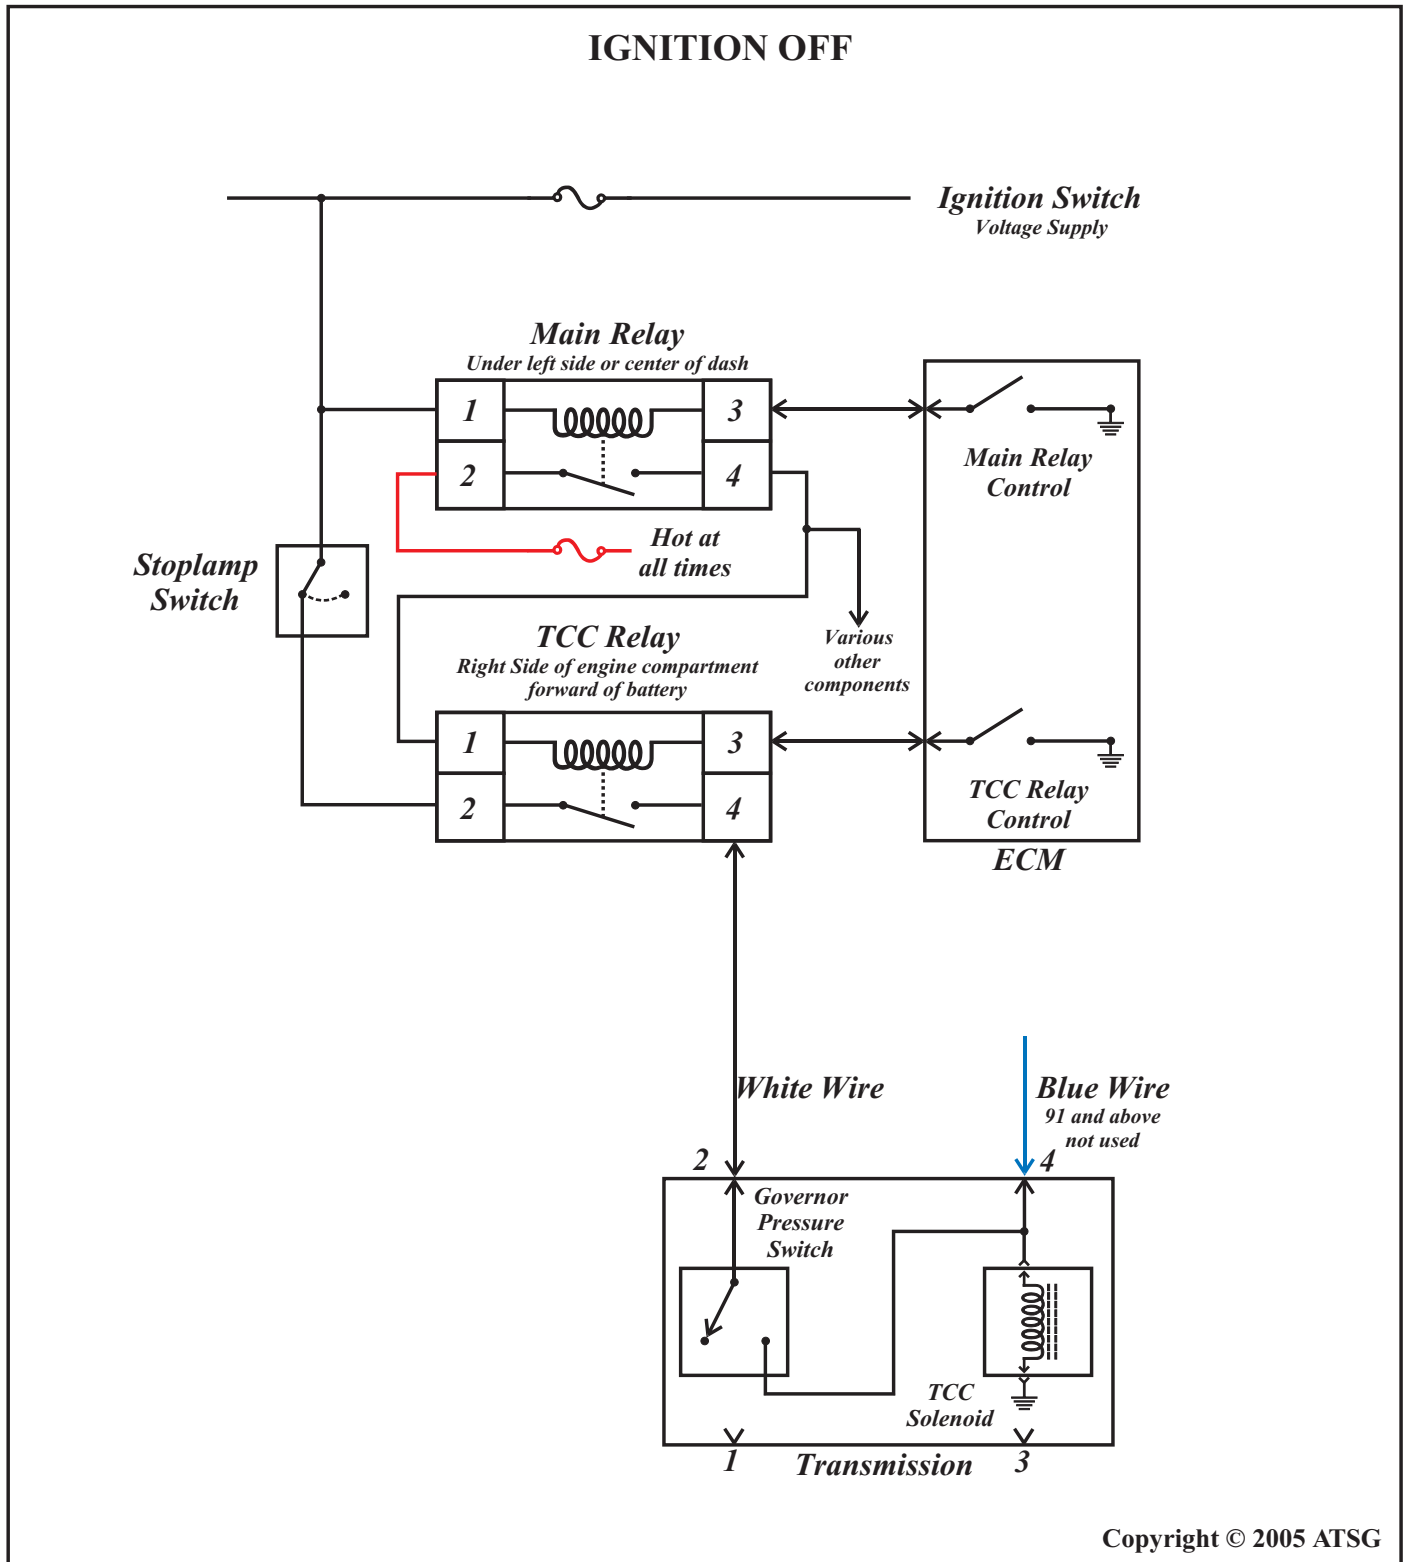 IGNITION OFF
Ignition Switch
Voltage Supply
Main Relay
Under left side or center of dash
1
3
2
4
Main Relay
Control
Hot at
all times
Stoplamp
Switch
TCC Relay
Right Side of engine compartment
forward of battery
Various
other
components
1
3
2
4
TCC Relay
Control
ECM
White Wire
Blue Wire
91 and above
not used
2
4
Governor
Pressure
Switch
TCC
Solenoid
1
Transmission
3
Copyright © 2005 ATSG